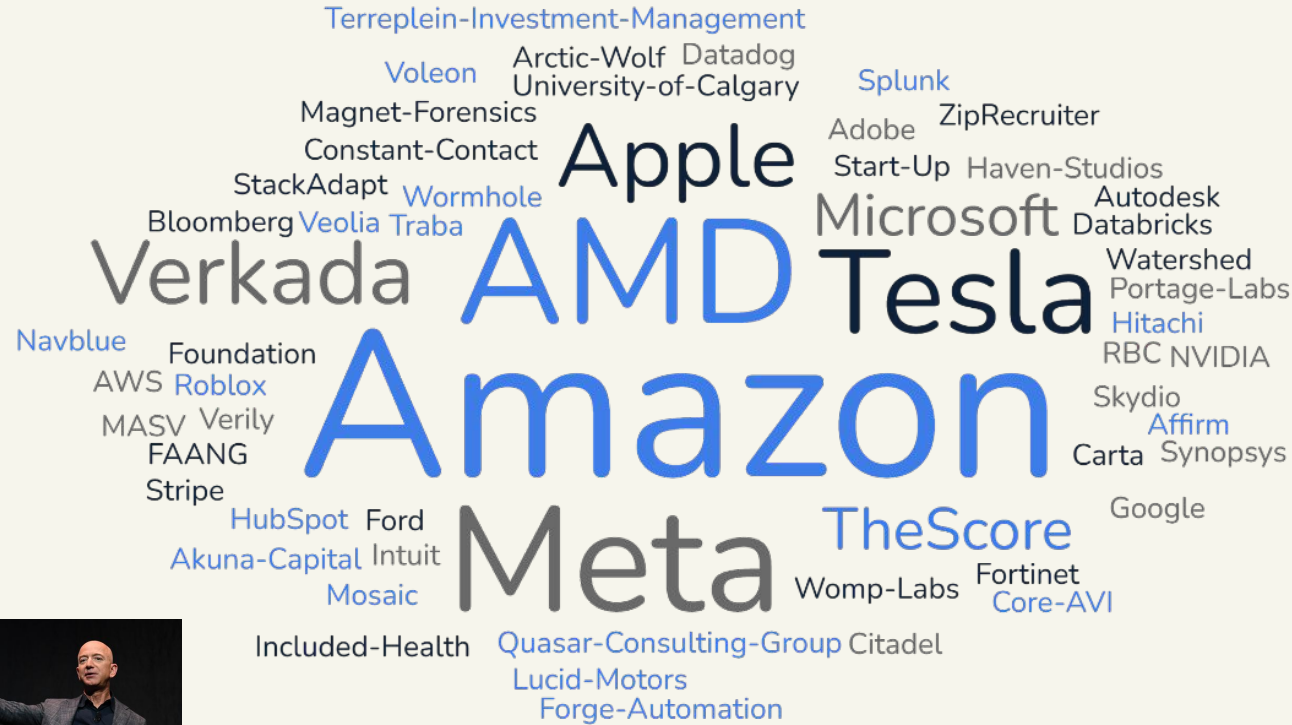 Terreplein-Investment-Management
Arctic-Wolf Datadog
Voleon
University-of-Calgary
Splunk
Magnet-Forensics
ZipRecruiter
Adobe
Constant-Contact
Apple
Start-Up Haven-Studios
StackAdapt
Wormhole
Autodesk
Microsoft
Bloomberg Veolia Traba
Databricks
Verkada
AMD
Tesla
Watershed
Portage-Labs
Hitachi
Navblue
Foundation
RBC NVIDIA
AWS Roblox
Amazon
Skydio
MASV Verily
Affirm
FAANG
Carta Synopsys
Stripe
Google
HubSpot Ford
TheScore
Akuna-Capital Intuit
Meta
Fortinet
Womp-Labs
Mosaic
Core-AVI
Included-Health
Quasar-Consulting-Group Citadel
Lucid-Motors
Forge-Automation